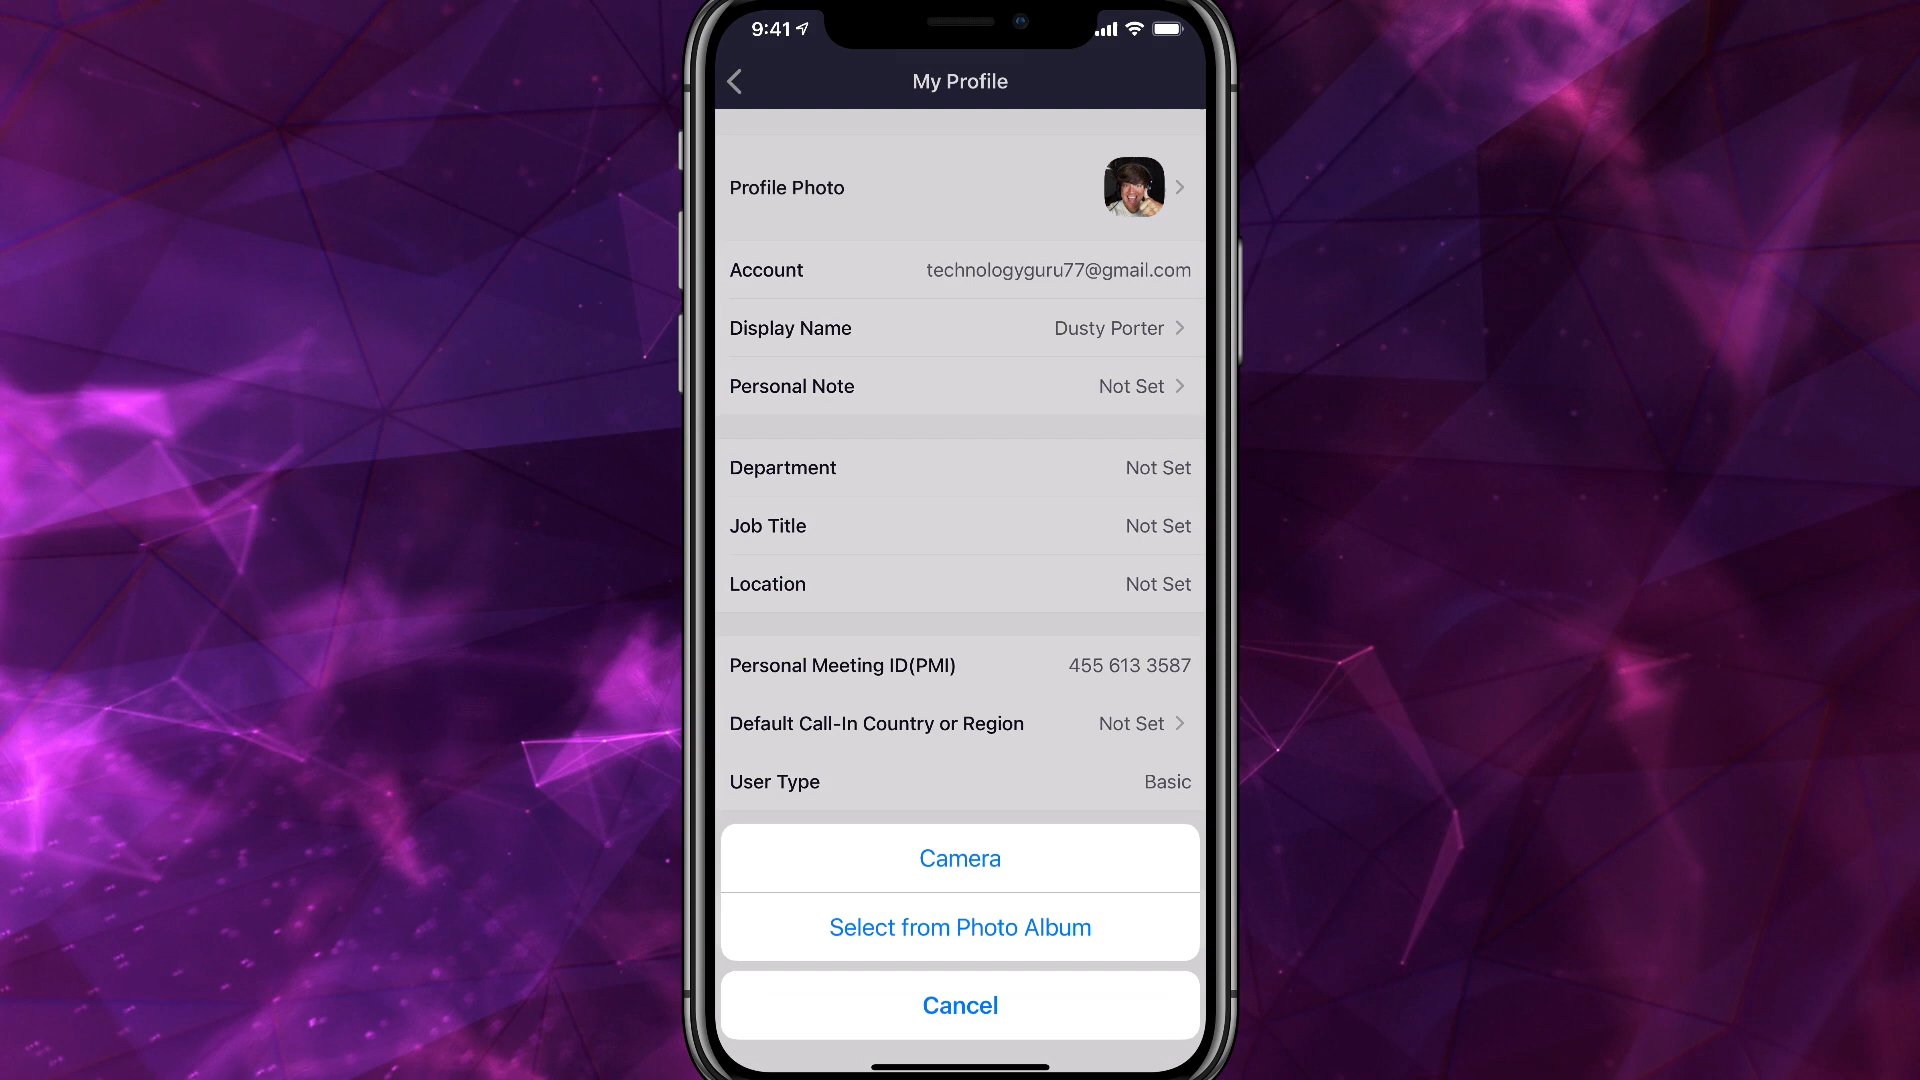 9:41
My Profile
Profile Photo
Account technologyguru77@gmail.com
Display Name Dusty Porter
Personal Note Not Set
Department Not Set
Job Title Not Set
Location Not Set
Personal Meeting ID(PMI) 455 613 3587
Default Call-In Country or Region Not Set
User Type Basic
Camera
Select from Photo Album
Cancel